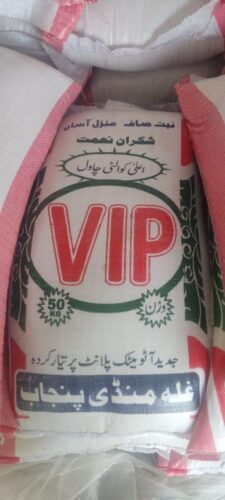 نیت صاف منزل آسان
شکران نعمت
اعلیٰ کوالٹی چاول
VIP
50 KG
وزن
جدید آٹومیٹک پلانٹ پر تیار کردہ
غلہ منڈی پنجاب